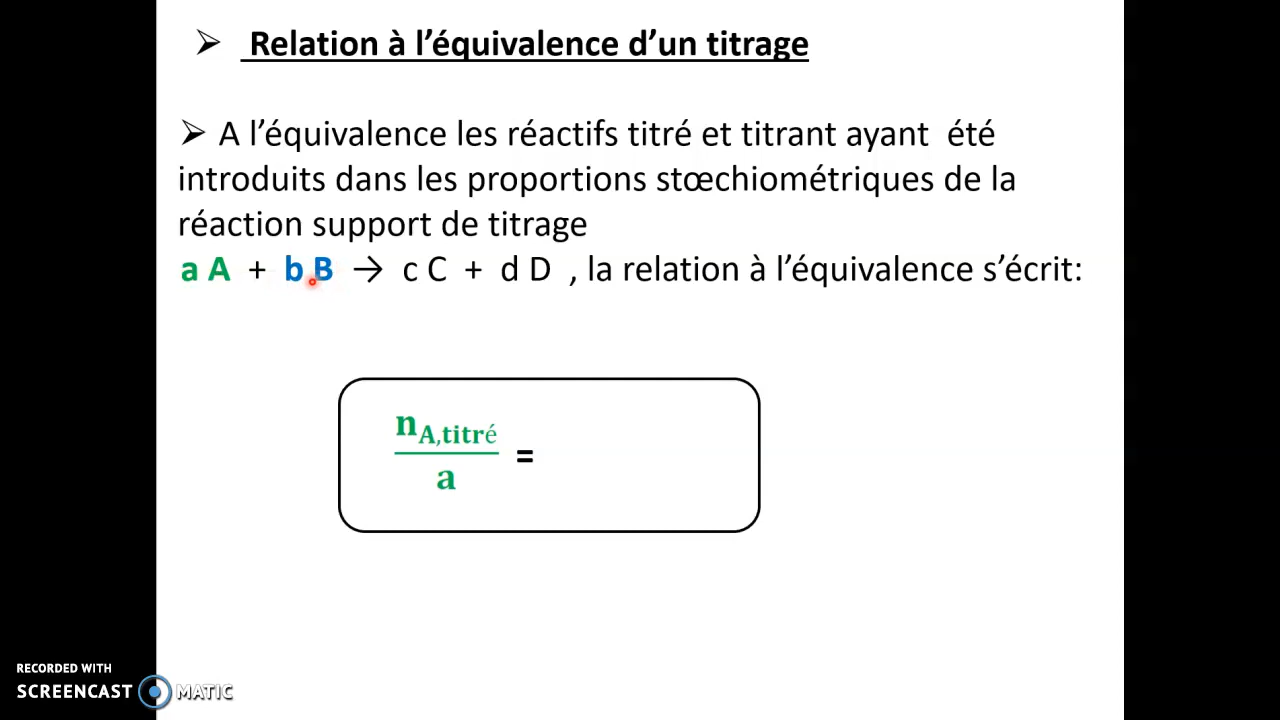 ➢ Relation à l’équivalence d’un titrage
➢ A l’équivalence les réactifs titré et titrant ayant été
introduits dans les proportions stœchiométriques de la
réaction support de titrage
a A + b B → c C + d D , la relation à l’équivalence s’écrit:
n A,titré
=
a
RECORDED WITH
SCREENCAST MATIC